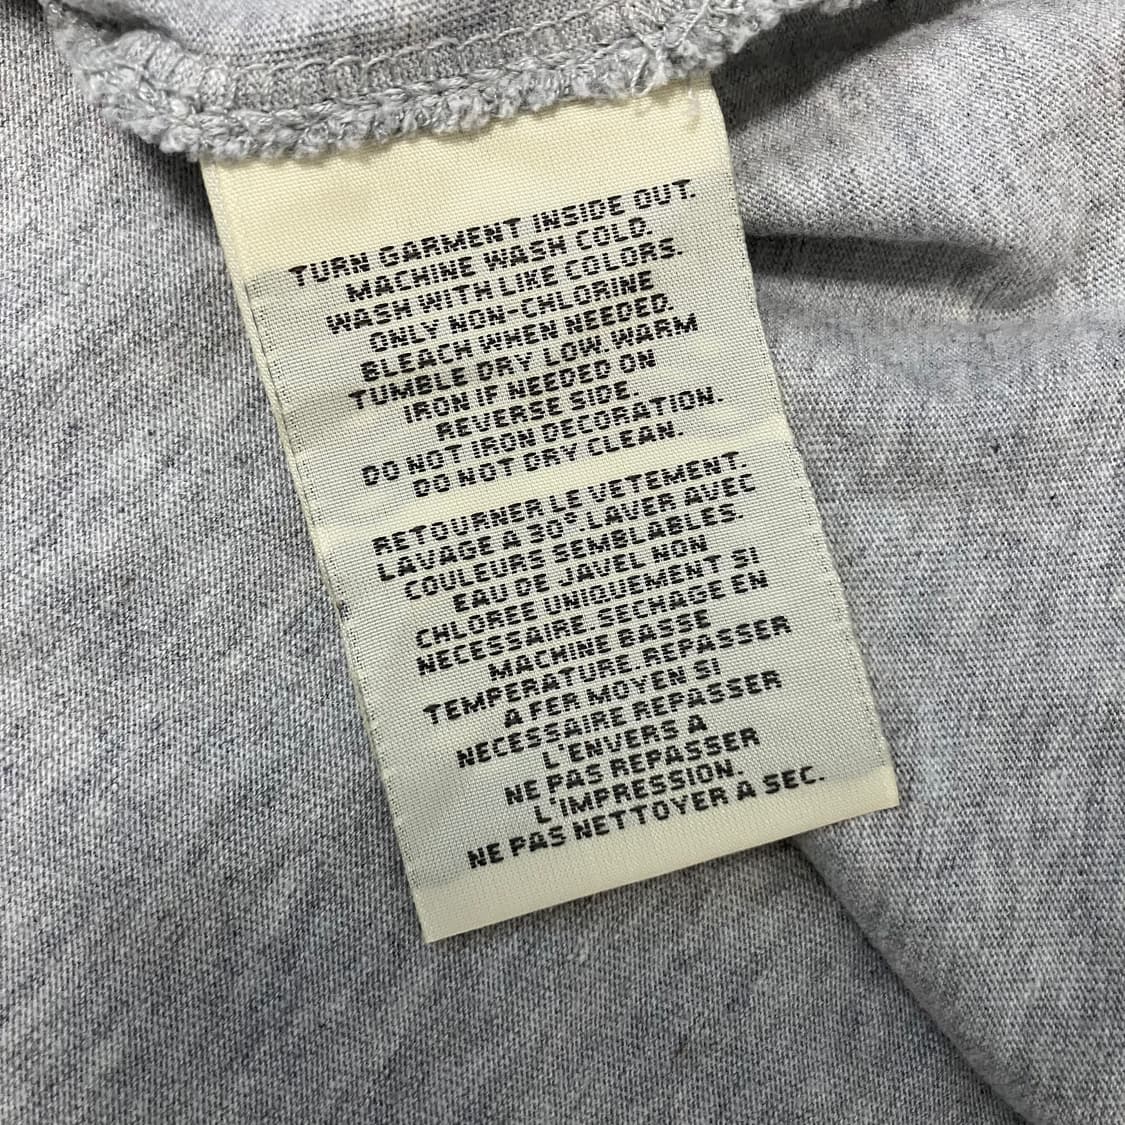 TURN GARMENT INSIDE OUT.
MACHINE WASH COLD.
WASH WITH LIKE COLORS.
ONLY NON-CHLORINE
BLEACH WHEN NEEDED.
TUMBLE DRY LOW.WARM
IRON IF NEEDED ON
REVERSE SIDE.
DO NOT IRON DECORATION.
DO NOT DRY CLEAN.
RETOURNER LE VETEMENT.
LAVAGE A 30°.LAVER AVEC
COULEURS SEMBLABLES.
EAU DE JAVEL NON
CHLOREE UNIQUEMENT SI
NECESSAIRE.SECHAGE EN
MACHINE BASSE
TEMPERATURE.REPASSER
A FER MOYEN SI
NECESSAIRE REPASSER
L'ENVERS A
NE PAS REPASSER
L'IMPRESSION.
NE PAS NETTOYER A SEC.